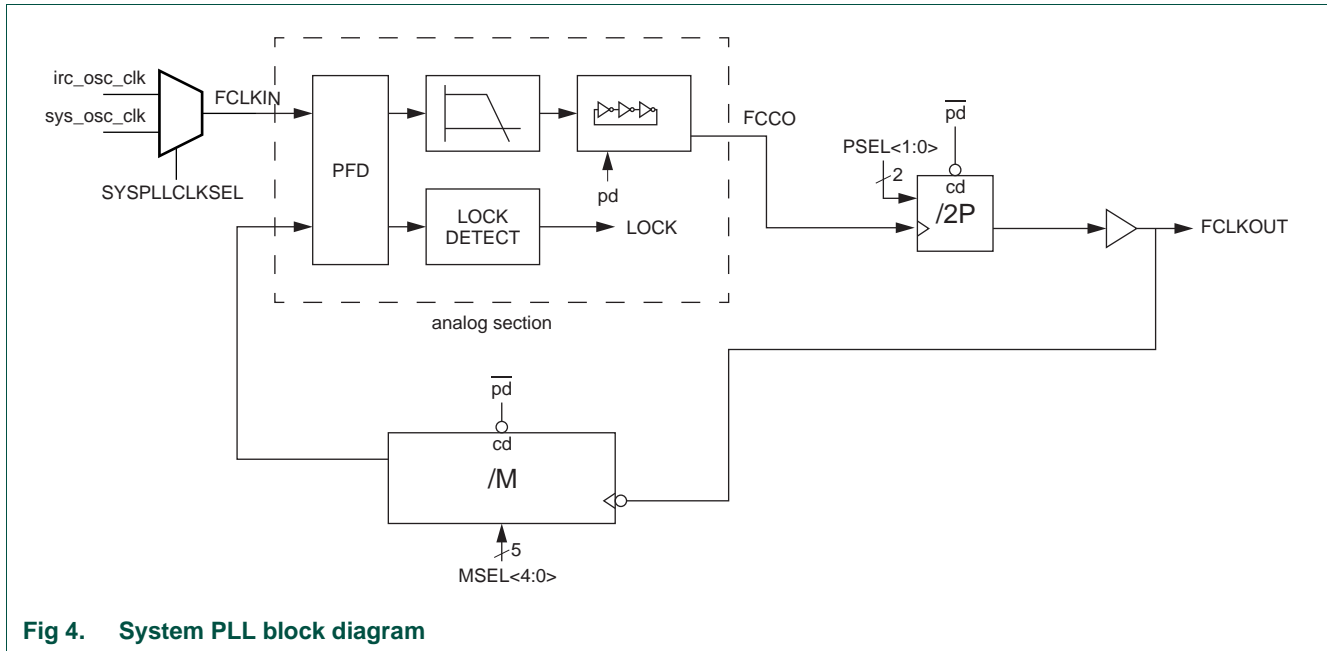 irc_osc_clk
sys_osc_clk
FCLKIN
SYSPLLCLKSEL
PFD
LOCK
DETECT
LOCK
pd
FCCO
analog section
pd
PSEL<1:0>
2
cd
/2P
FCLKOUT
pd
cd
/M
5
MSEL<4:0>
Fig 4. System PLL block diagram